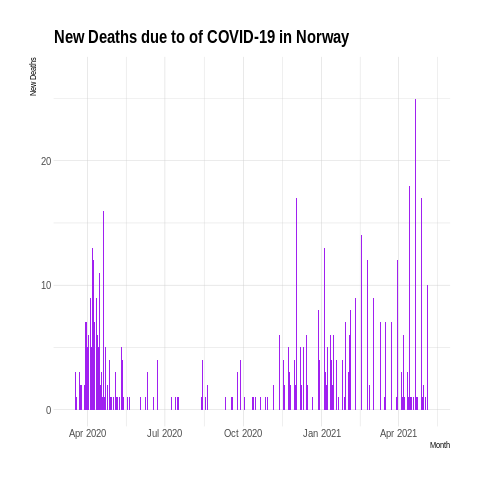 New Deaths due to of COVID-19 in Norway
New Deaths
20
10
0
Apr 2020 Jul 2020 Oct 2020 Jan 2021 Apr 2021
Month